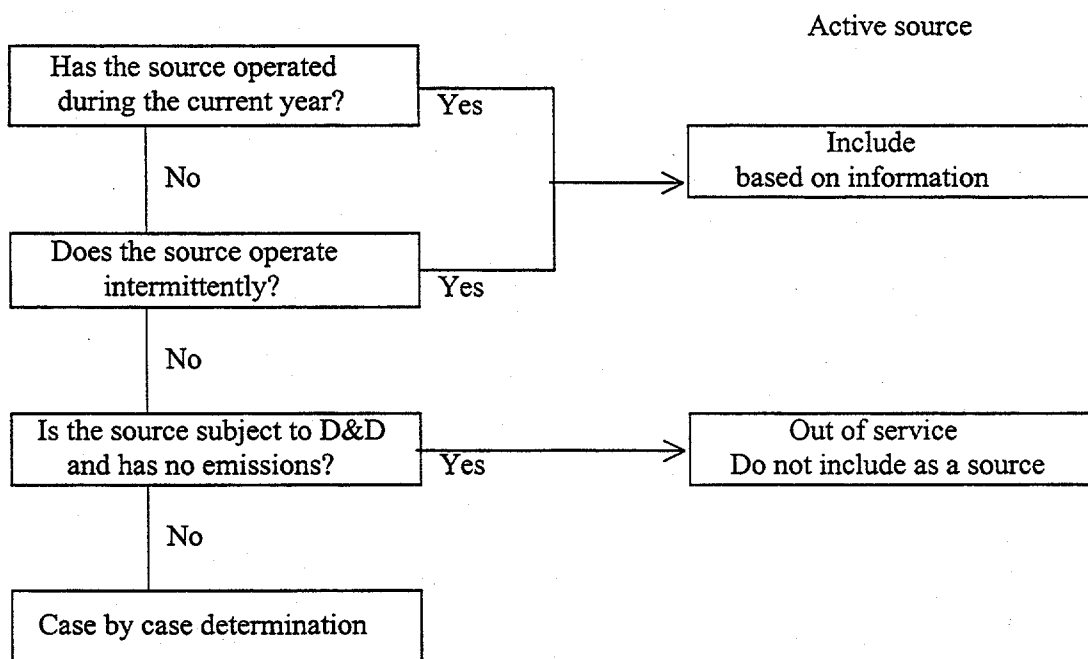 Active source
Has the source operated
during the current year?
Yes
Include
based on information
No
Does the source operate
intermittently?
Yes
No
Is the source subject to D&D
and has no emissions?
Yes
Out of service
Do not include as a source
No
Case by case determination